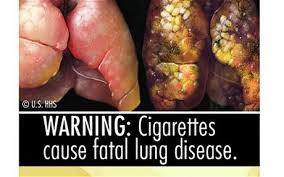 © U.S. HHS
WARNING: Cigarettes
cause fatal lung disease.